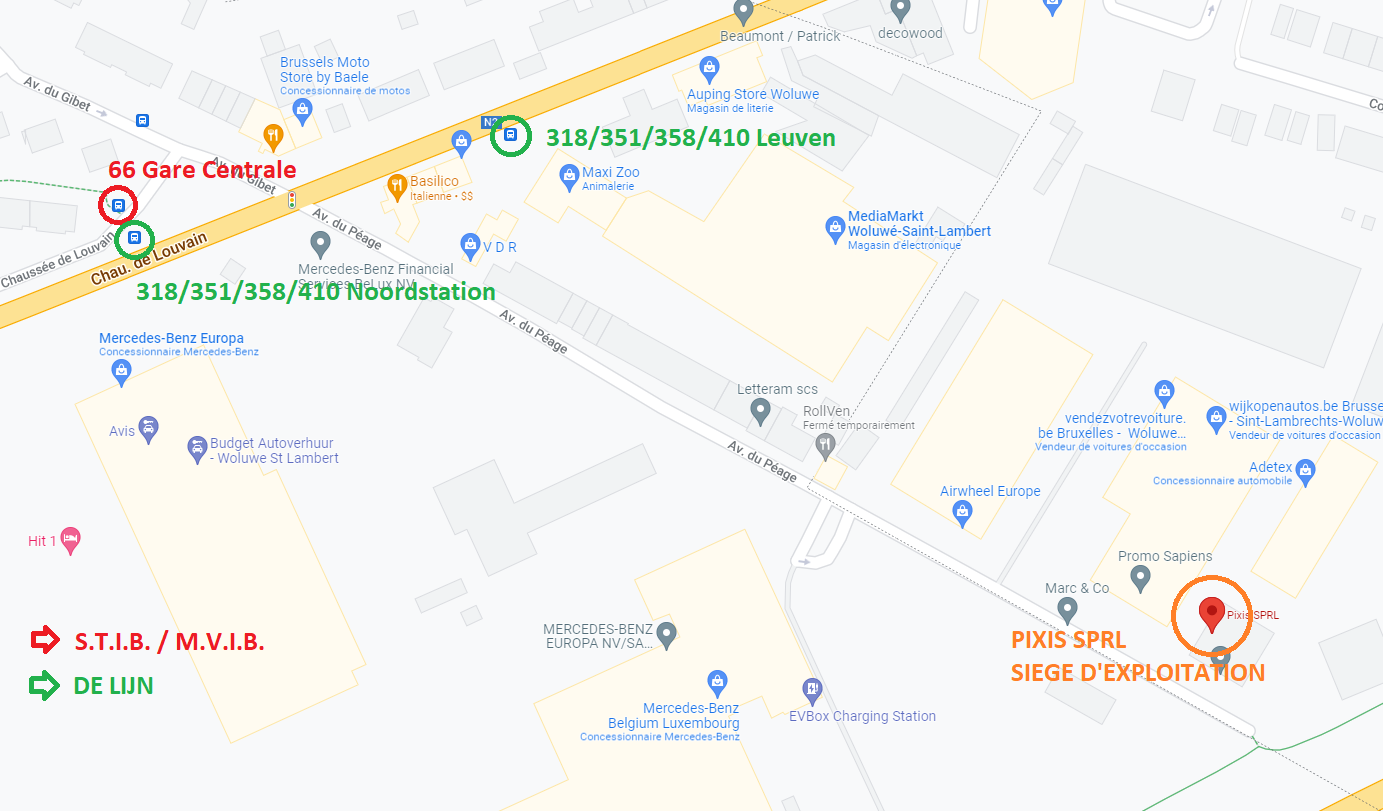 Beaumont / Patrick
decowood
Brussels Moto
Store by Baele
Concessionnaire de motos
Auping Store Woluwe
Magasin de literie
Av. du Gibet
N2
318/351/358/410 Leuven
66 Gare Centrale
Av. du Gibet
Basilico
Italienne • $$
Maxi Zoo
Animalerie
Av. du Péage
MediaMarkt
Woluwé-Saint-Lambert
Magasin d'électronique
V D R
Chaussée de Louvain
Chau. de Louvain
Mercedes-Benz Financial
Services BeLux NV
318/351/358/410 Noordstation
Av. du Péage
Mercedes-Benz Europa
Concessionnaire Mercedes-Benz
Letteram scs
RollVen
Fermé temporairement
vendezvotrevoiture.
be Bruxelles - Woluwe...
Vendeur de voitures d'occasion
wijkopenautos.be Brusse
- Sint-Lambrechts-Woluw
Vendeur de voitures d'occasion
Avis
Budget Autoverhuur
- Woluwe St Lambert
Av. du Péage
Adetex
Concessionnaire automobile
Airwheel Europe
Hit 1
Promo Sapiens
Marc & Co
Pixis SPRL
MERCEDES-BENZ
EUROPA NV/SA...
PIXIS SPRL
SIEGE D'EXPLOITATION
S.T.I.B. / M.V.I.B.
DE LIJN
Mercedes-Benz
Belgium Luxembourg
Concessionnaire Mercedes-Benz
EVBox Charging Station